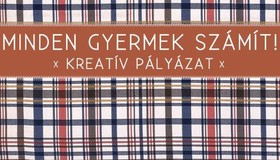 MINDEN GYERMEK SZÁMÍT!
x KREATÍV PÁLYÁZAT x